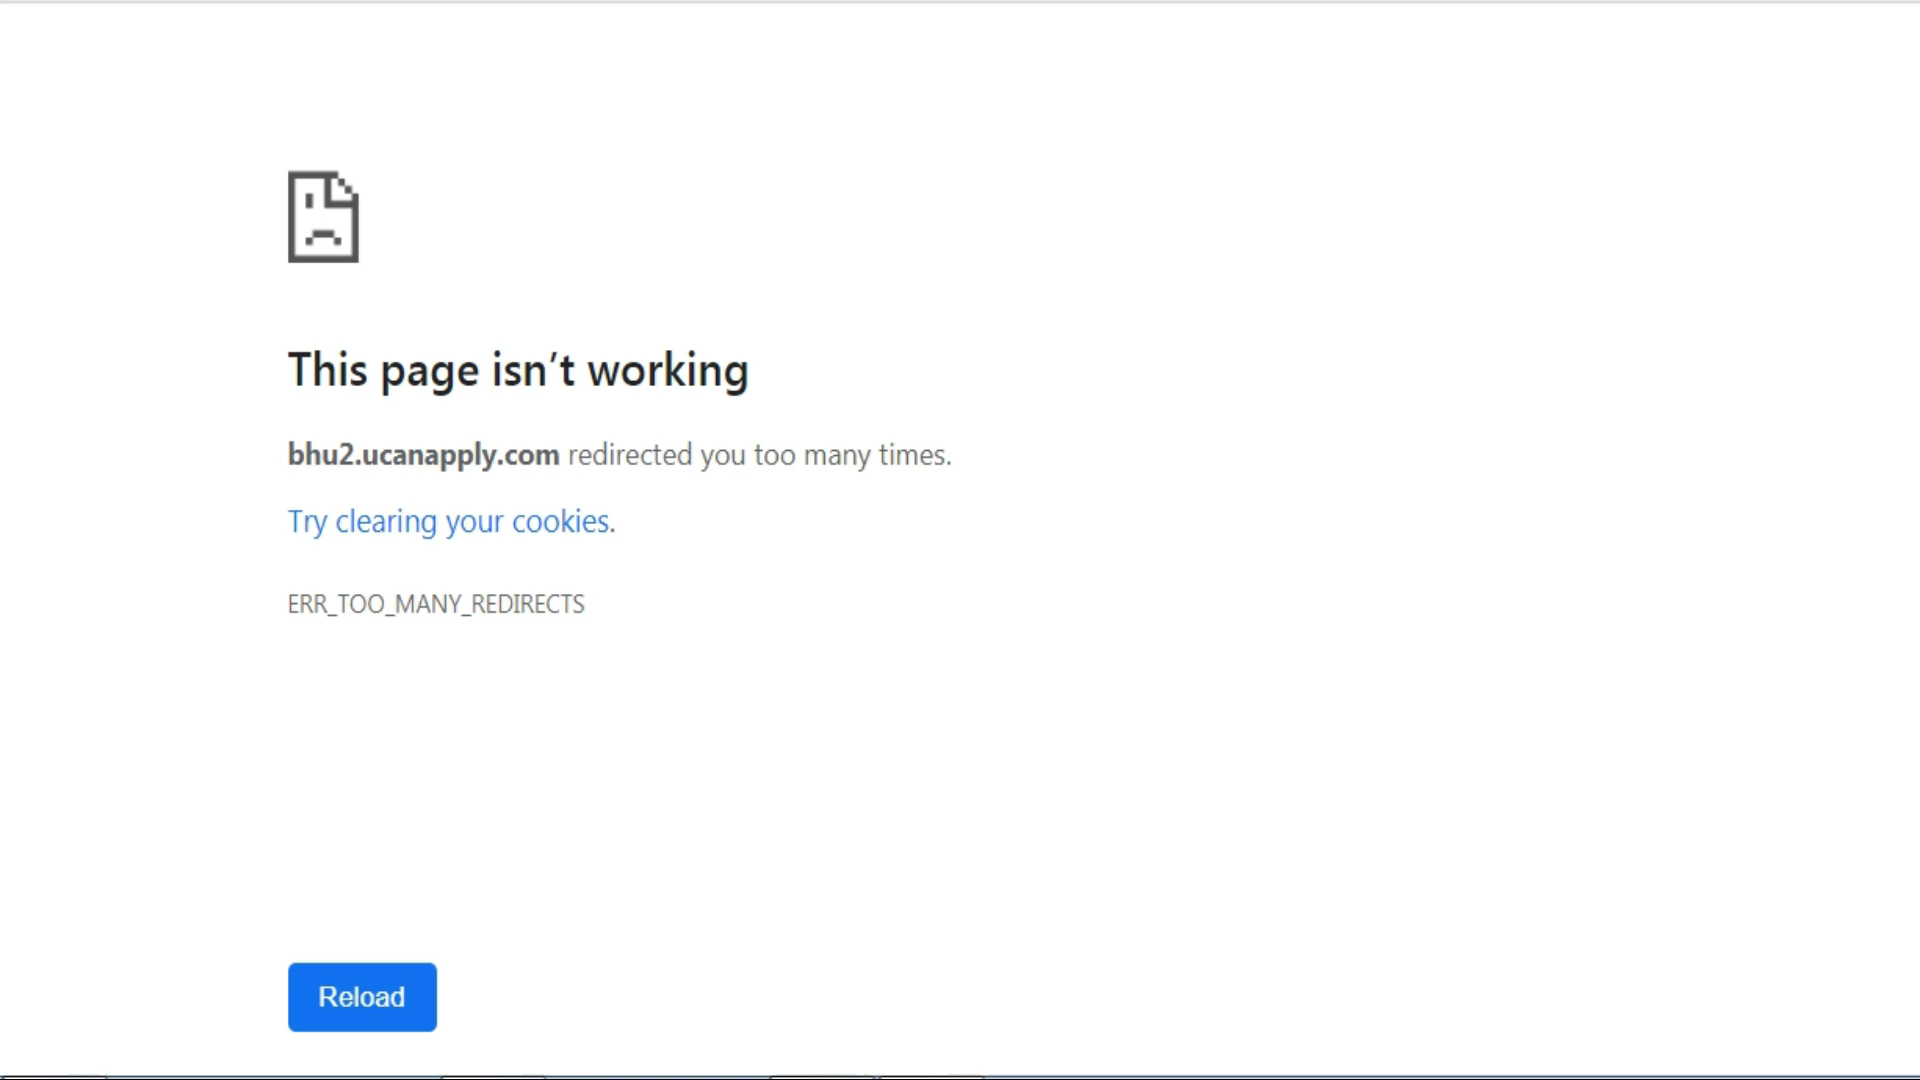 This page isn’t working
bhu2.ucanapply.com redirected you too many times.
Try clearing your cookies.
ERR_TOO_MANY_REDIRECTS
Reload